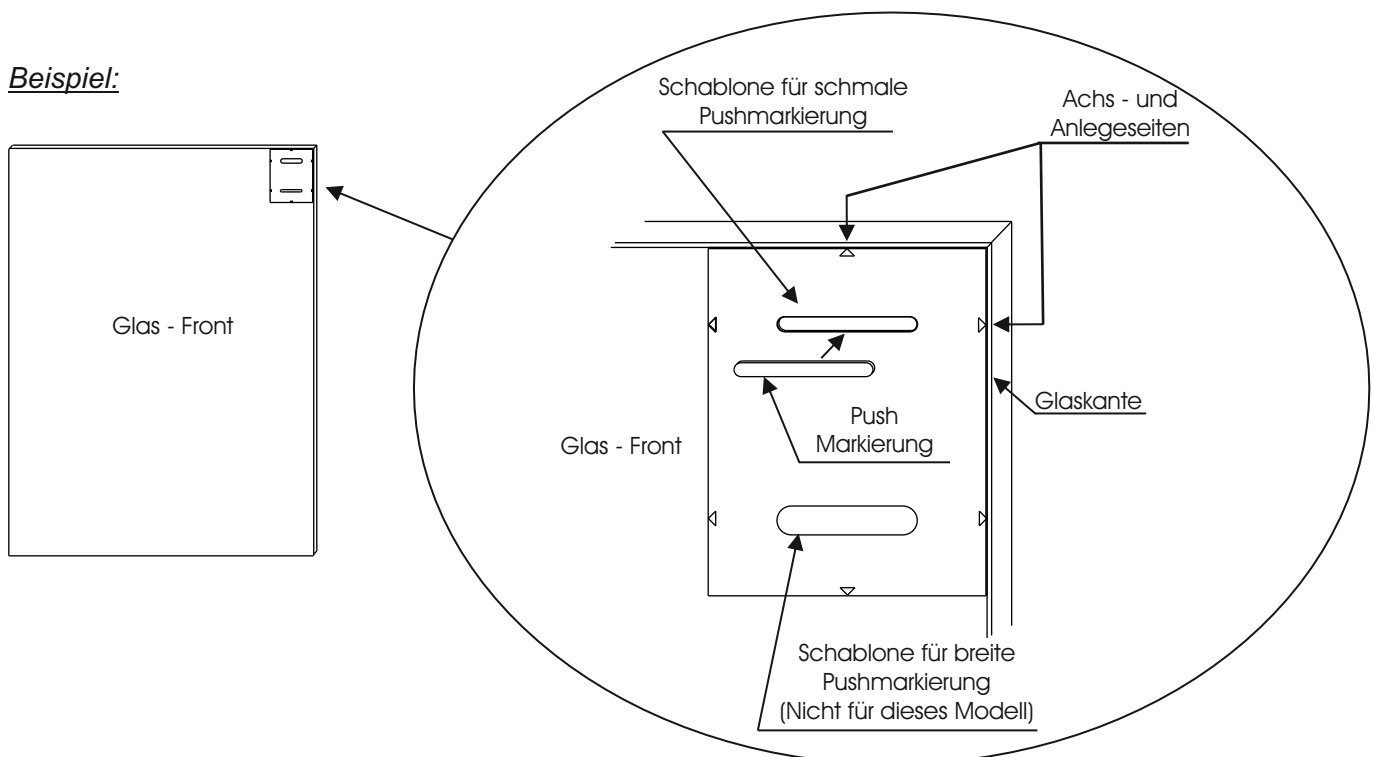 Beispiel:
Glas - Front
Schablone für schmale
Pushmarkierung
Achs - und
Anlegeseiten
Glaskante
Push
Markierung
Glas - Front
Schablone für breite
Pushmarkierung
(Nicht für dieses Modell)